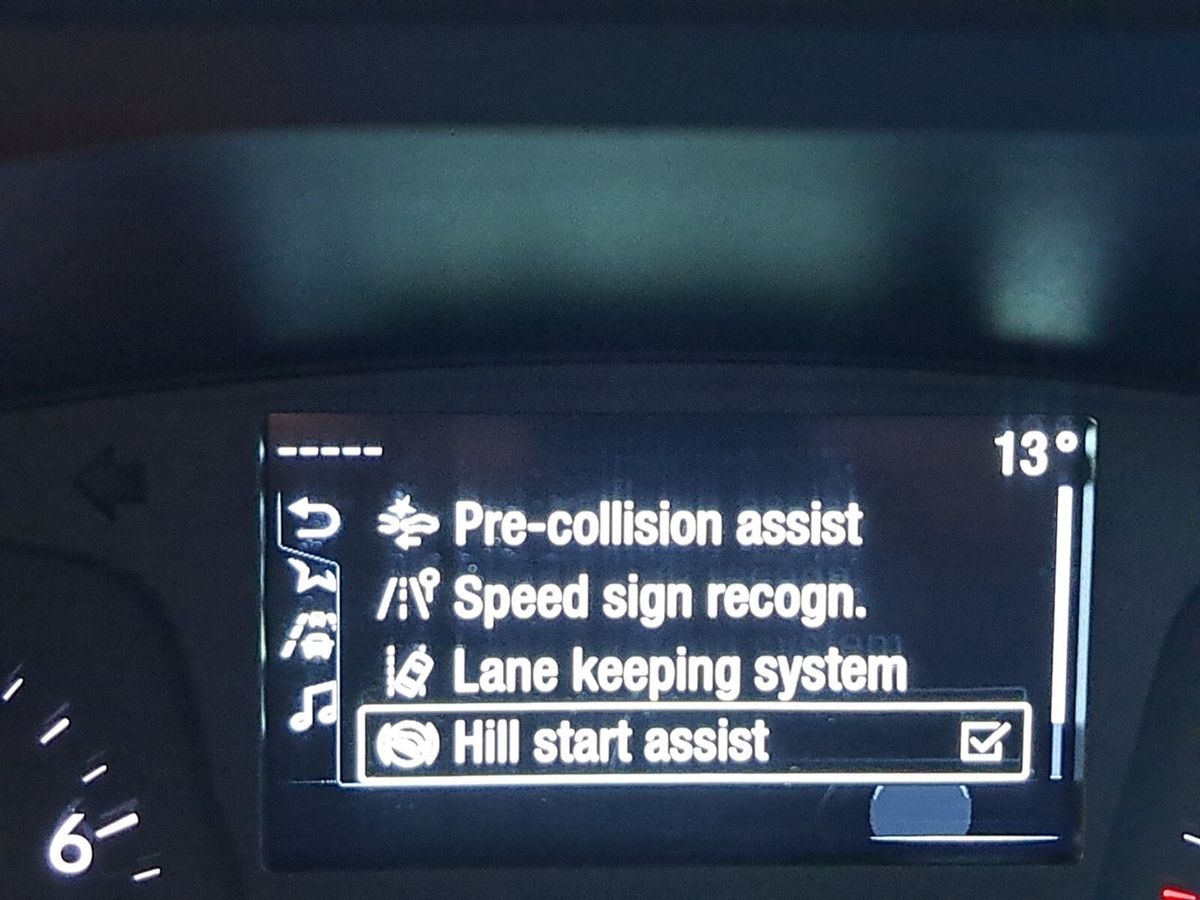 -----
13°
Pre-collision assist
Speed sign recogn.
Lane keeping system
Hill start assist
6